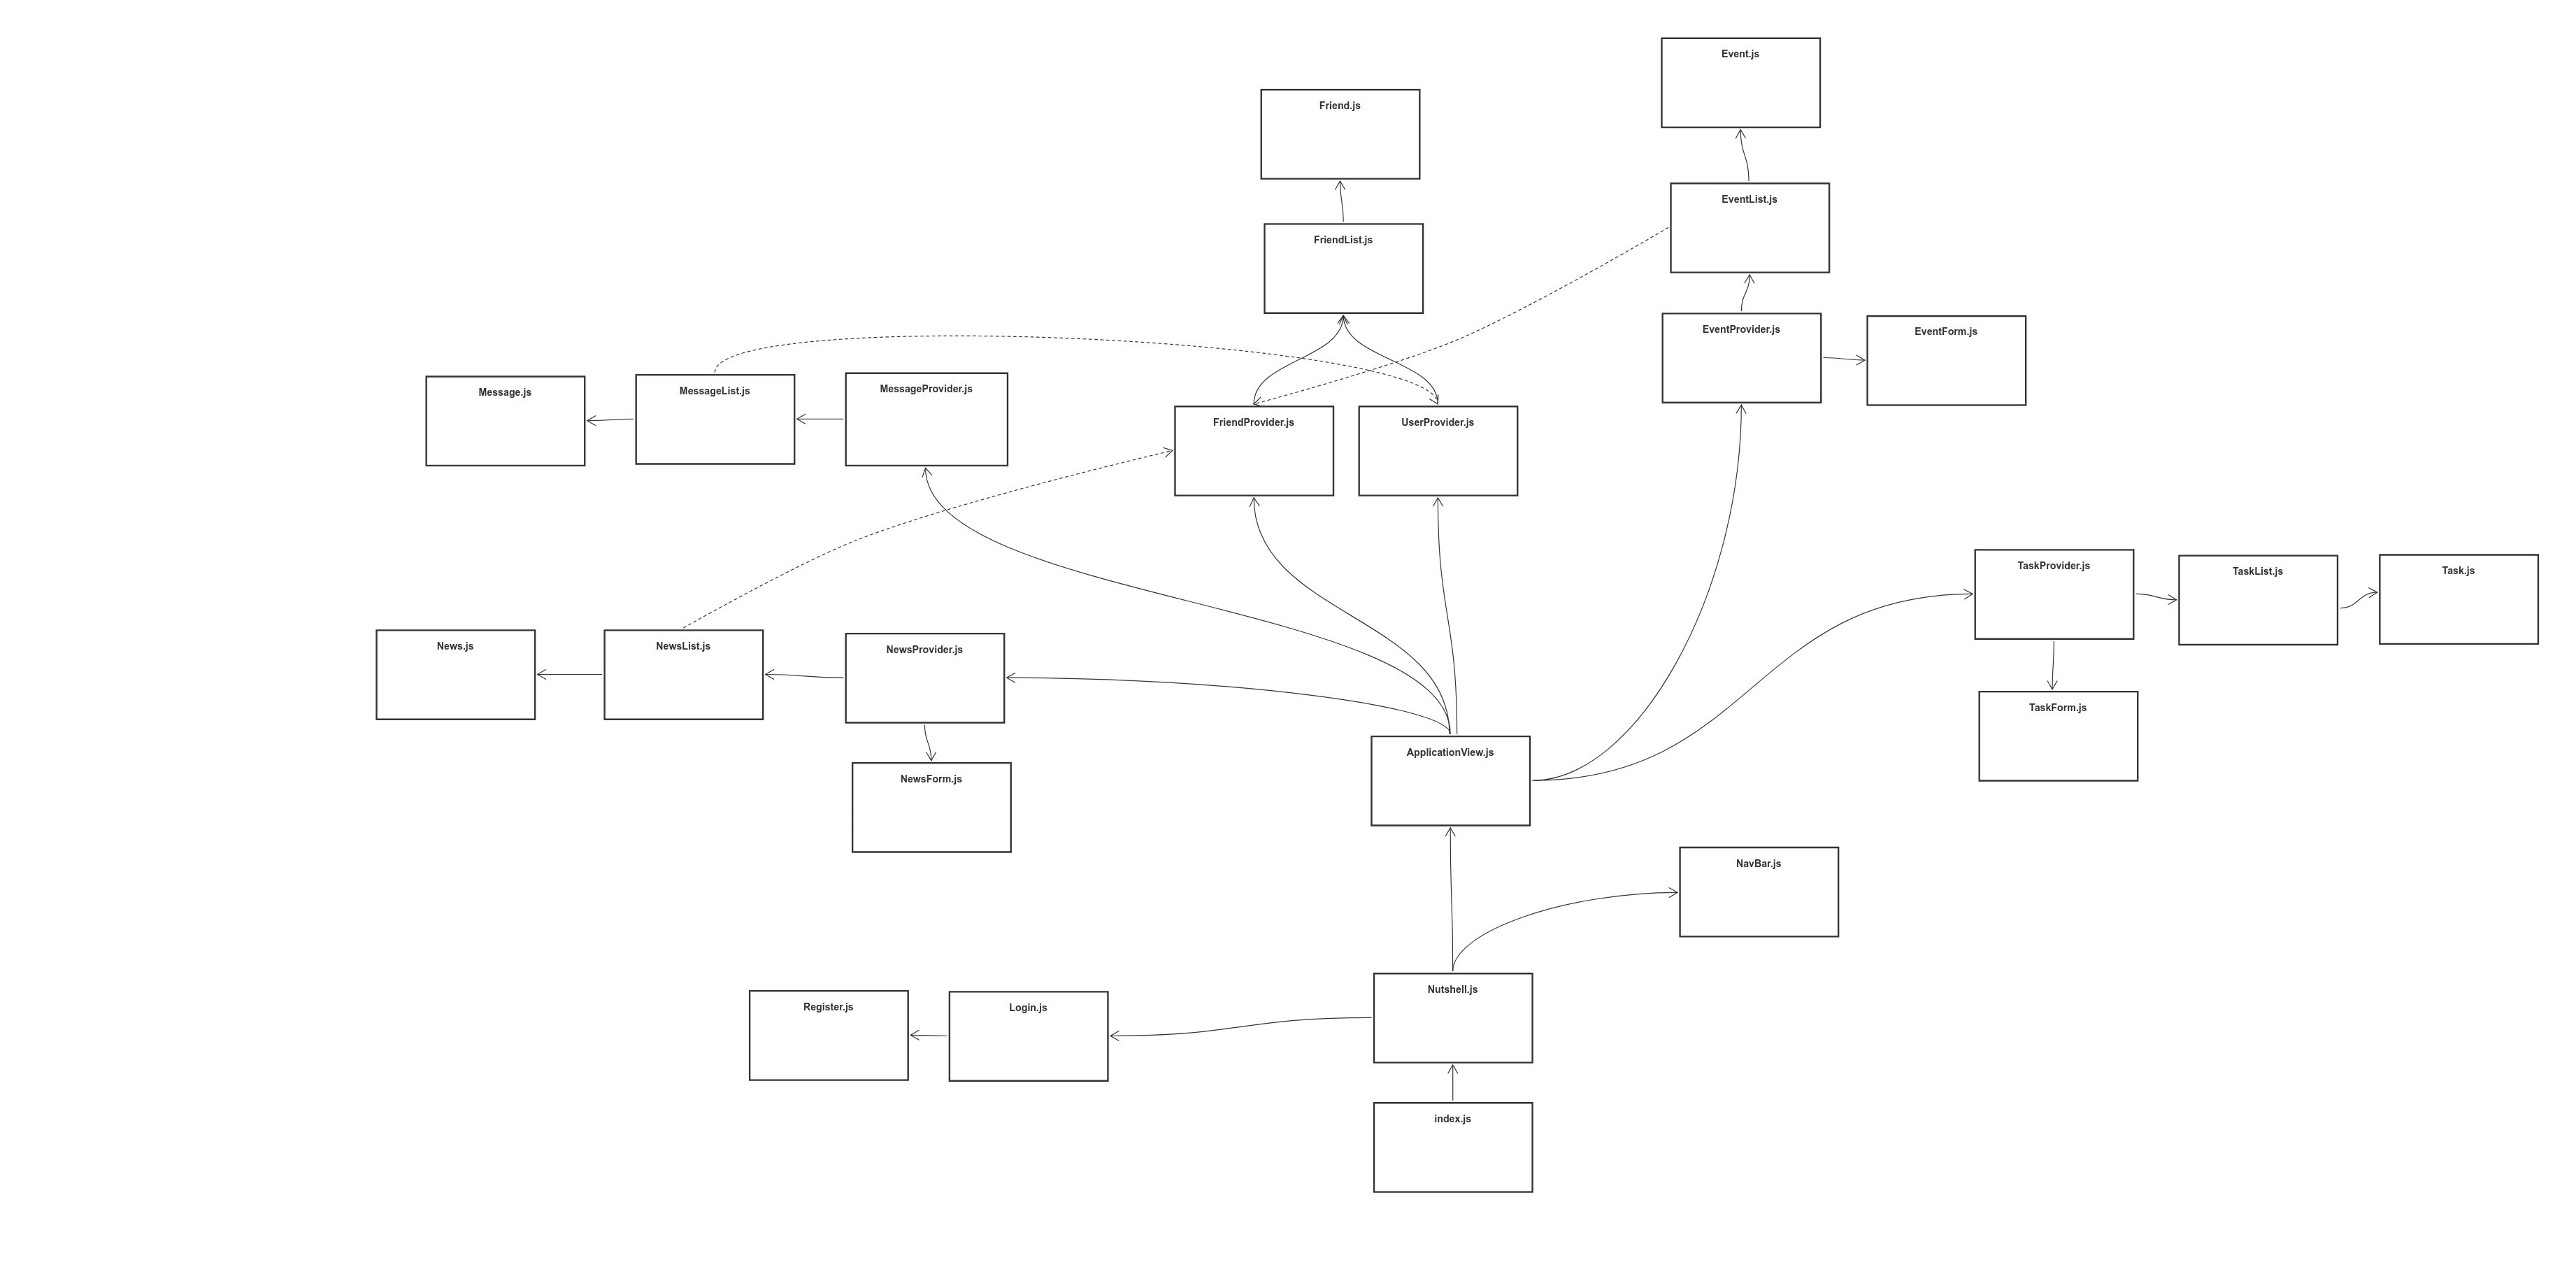 Event.js
Friend.js
EventList.js
FriendList.js
EventProvider.js
EventForm.js
Message.js
MessageList.js
MessageProvider.js
FriendProvider.js
UserProvider.js
TaskProvider.js
TaskList.js
Task.js
News.js
NewsList.js
NewsProvider.js
TaskForm.js
ApplicationView.js
NewsForm.js
NavBar.js
Nutshell.js
Register.js
Login.js
index.js